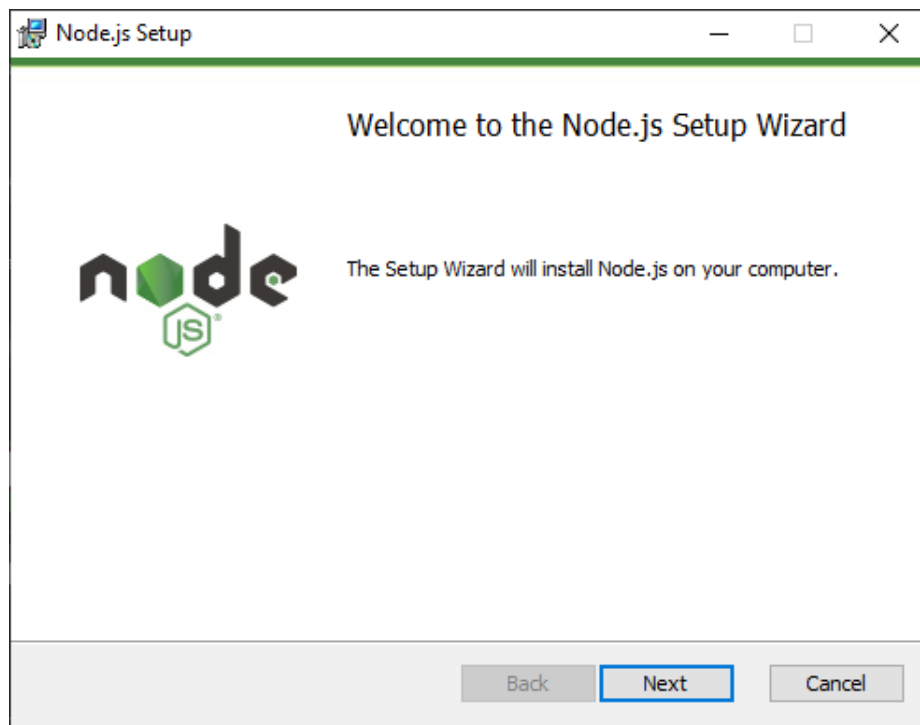 Node.js Setup
Welcome to the Node.js Setup Wizard
node
JS®
The Setup Wizard will install Node.js on your computer.
Back Next Cancel